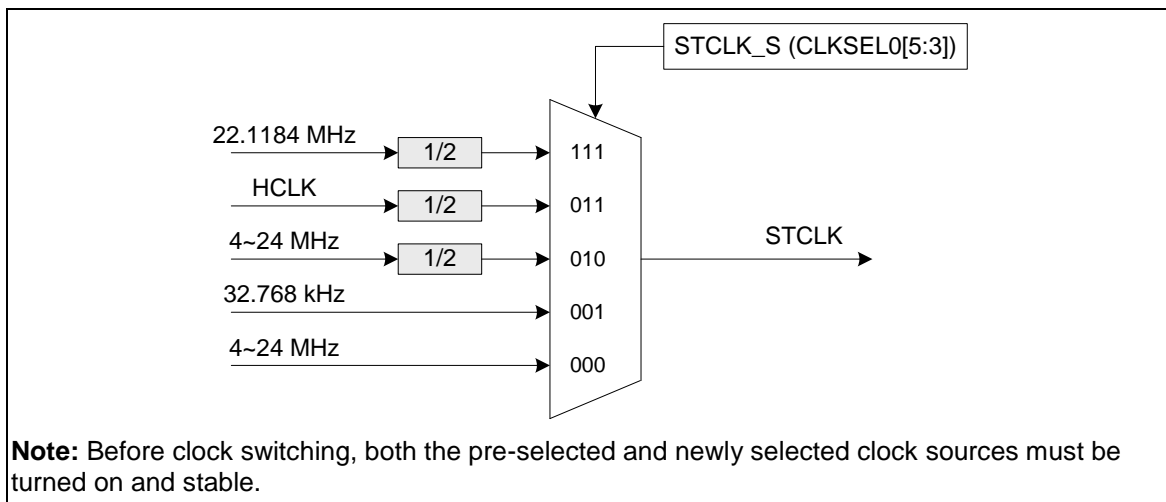 STCLK_S (CLKSEL0[5:3])
22.1184 MHz
1/2
111
HCLK
1/2
011
4~24 MHz
1/2
010
STCLK
32.768 kHz
001
4~24 MHz
000
Note: Before clock switching, both the pre-selected and newly selected clock sources must be
turned on and stable.